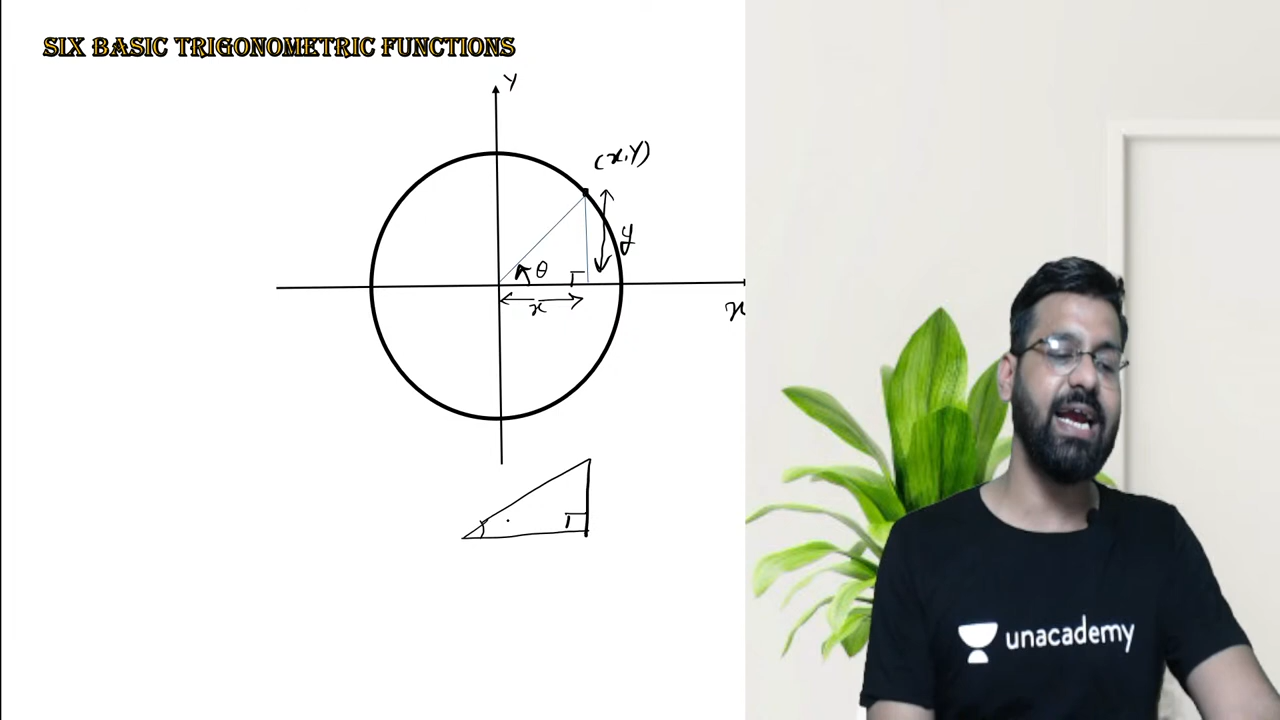 SIX BASIC TRIGONOMETRIC FUNCTIONS
Y
(x,y)
y
θ
x
x
unacademy